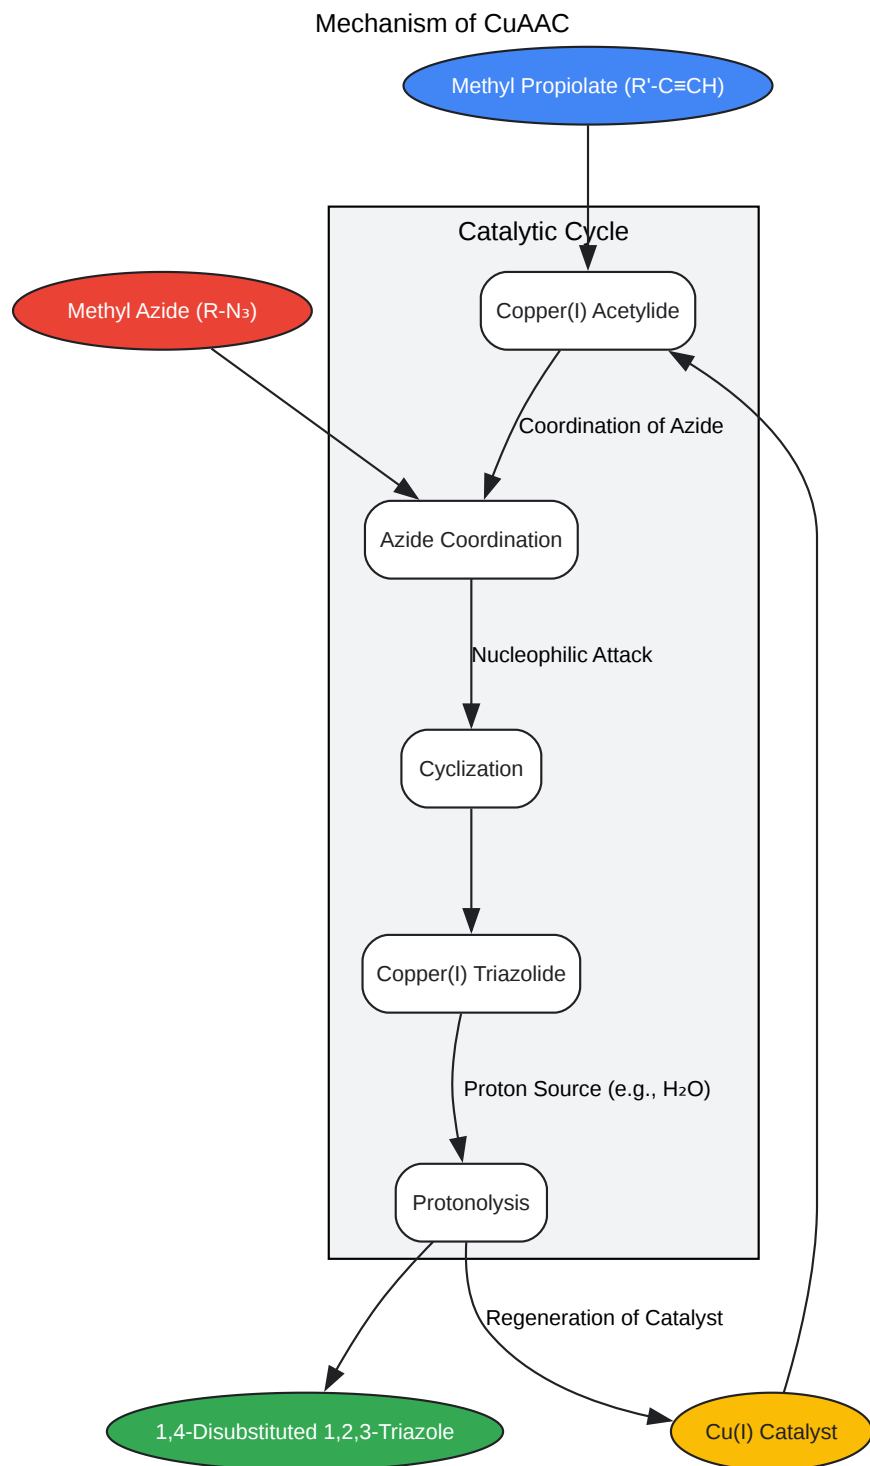 Mechanism of CuAAC
Methyl Propiolate (R'-C≡CH)
Catalytic Cycle
Methyl Azide (R-N₃)
Copper(I) Acetylide
Coordination of Azide
Azide Coordination
Nucleophilic Attack
Cyclization
Copper(I) Triazolide
Proton Source (e.g., H₂O)
Protonolysis
Regeneration of Catalyst
1,4-Disubstituted 1,2,3-Triazole
Cu(I) Catalyst